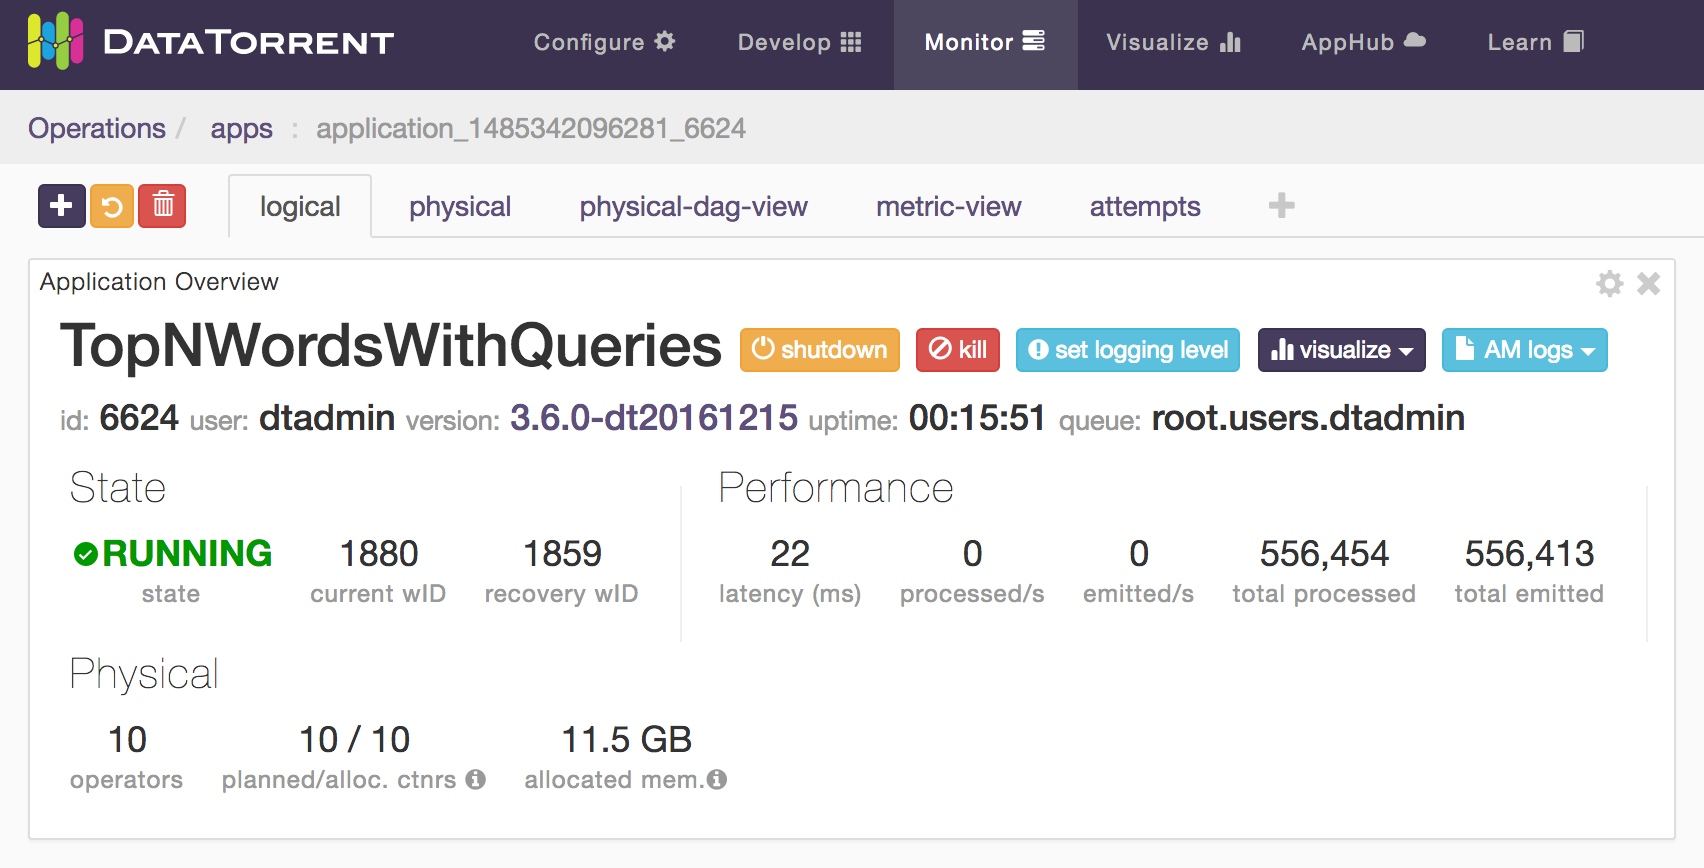 DATATORRENT Configure Develop Monitor Visualize AppHub Learn
Operations / apps : application_1485342096281_6624
logical physical physical-dag-view metric-view attempts
Application Overview
TopNWordsWithQueries shutdown kill set logging level visualize AM logs
id: 6624 user: dtadmin version: 3.6.0-dt20161215 uptime: 00:15:51 queue: root.users.dtadmin
State Performance
RUNNING 1880 1859 22 0 0 556,454 556,413
state current wID recovery wID latency (ms) processed/s emitted/s total processed total emitted
Physical
10 10 / 10 11.5 GB
operators planned/alloc. ctnrs allocated mem.